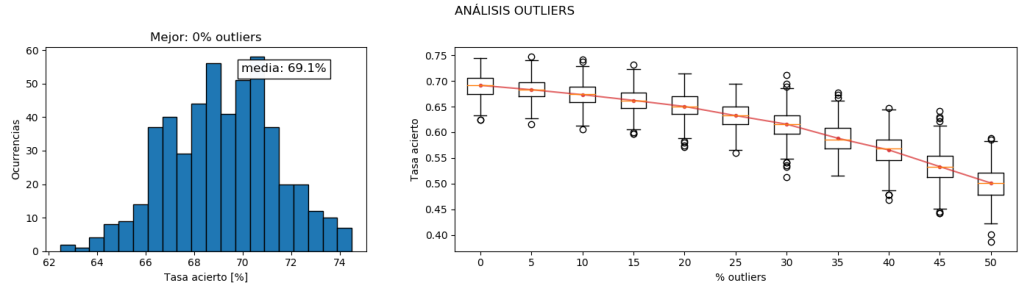 ANÁLISIS OUTLIERS
Mejor: 0% outliers
60
50
40
30
20
10
0
Ocurrencias
media: 69.1%
62 64 66 68 70 72 74
Tasa acierto [%]
0.75
0.70
0.65
0.60
0.55
0.50
0.45
0.40
Tasa acierto
0 5 10 15 20 25 30 35 40 45 50
% outliers